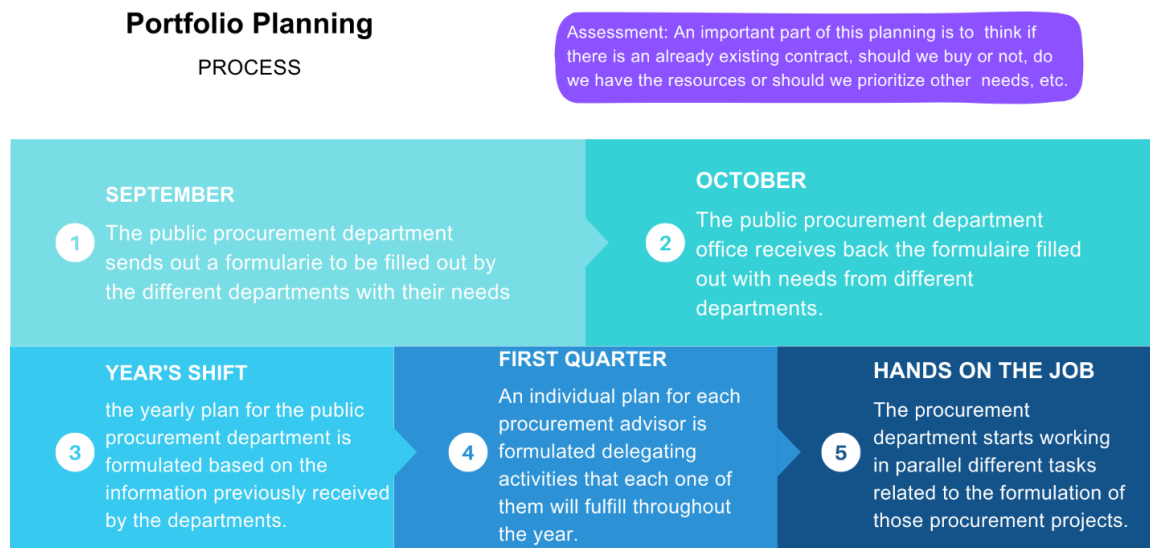 Portfolio Planning
PROCESS
Assessment: An important part of this planning is to  think if
there is an already existing contract, should we buy or not, do
we have the resources or should we prioritize other  needs, etc.
SEPTEMBER
1
The public procurement department
sends out a formularie to be filled out by
the different departments with their needs
OCTOBER
2
The public procurement department
office receives back the formulaire filled
out with needs from different
departments.
YEAR'S SHIFT
3
the yearly plan for the public
procurement department is
formulated based on the
information previously received
by the departments.
FIRST QUARTER
4
An individual plan for each
procurement advisor is
formulated delegating
activities that each one of
them will fulfill throughout
the year.
HANDS ON THE JOB
5
The procurement
department starts working
in parallel different tasks
related to the formulation of
those procurement projects.